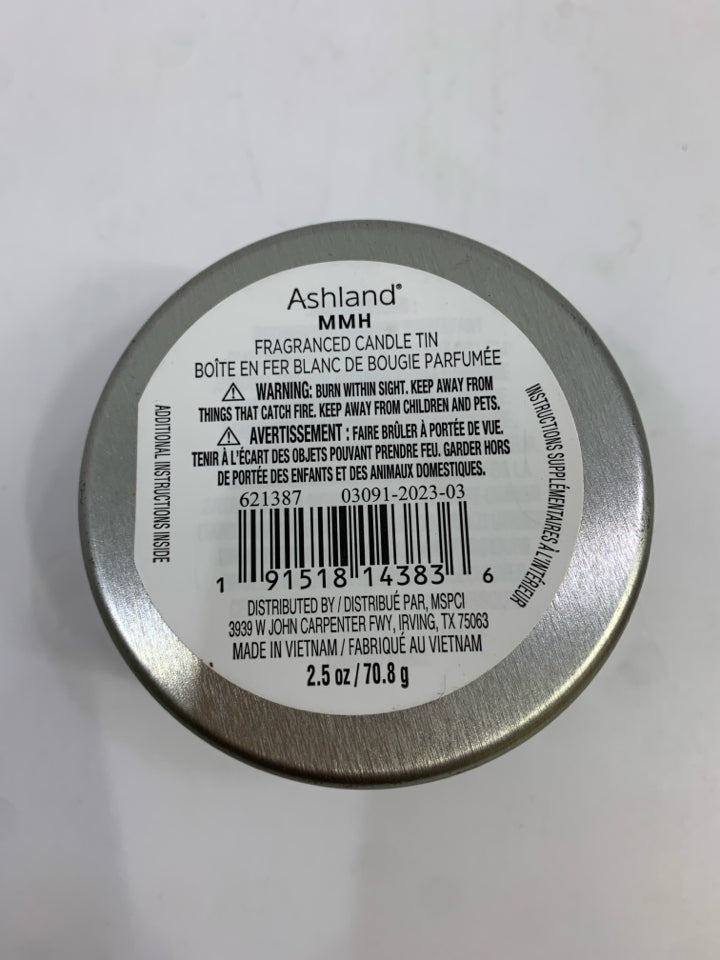 Ashland®
MMH
FRAGRANCED CANDLE TIN
BOÎTE EN FER BLANC DE BOUGIE PARFUMÉE
⚠ WARNING: BURN WITHIN SIGHT. KEEP AWAY FROM
THINGS THAT CATCH FIRE. KEEP AWAY FROM CHILDREN AND PETS.
⚠ AVERTISSEMENT : FAIRE BRÛLER À PORTÉE DE VUE.
TENIR À L'ÉCART DES OBJETS POUVANT PRENDRE FEU. GARDER HORS
DE PORTÉE DES ENFANTS ET DES ANIMAUX DOMESTIQUES.
621387 03091-2023-03
1 91518 14383 6
DISTRIBUTED BY / DISTRIBUÉ PAR, MSPCI
3939 W JOHN CARPENTER FWY, IRVING, TX 75063
MADE IN VIETNAM / FABRIQUÉ AU VIETNAM
2.5 oz / 70.8 g
ADDITIONAL INSTRUCTIONS INSIDE
INSTRUCTIONS SUPPLÉMENTAIRES À L'INTÉRIEUR